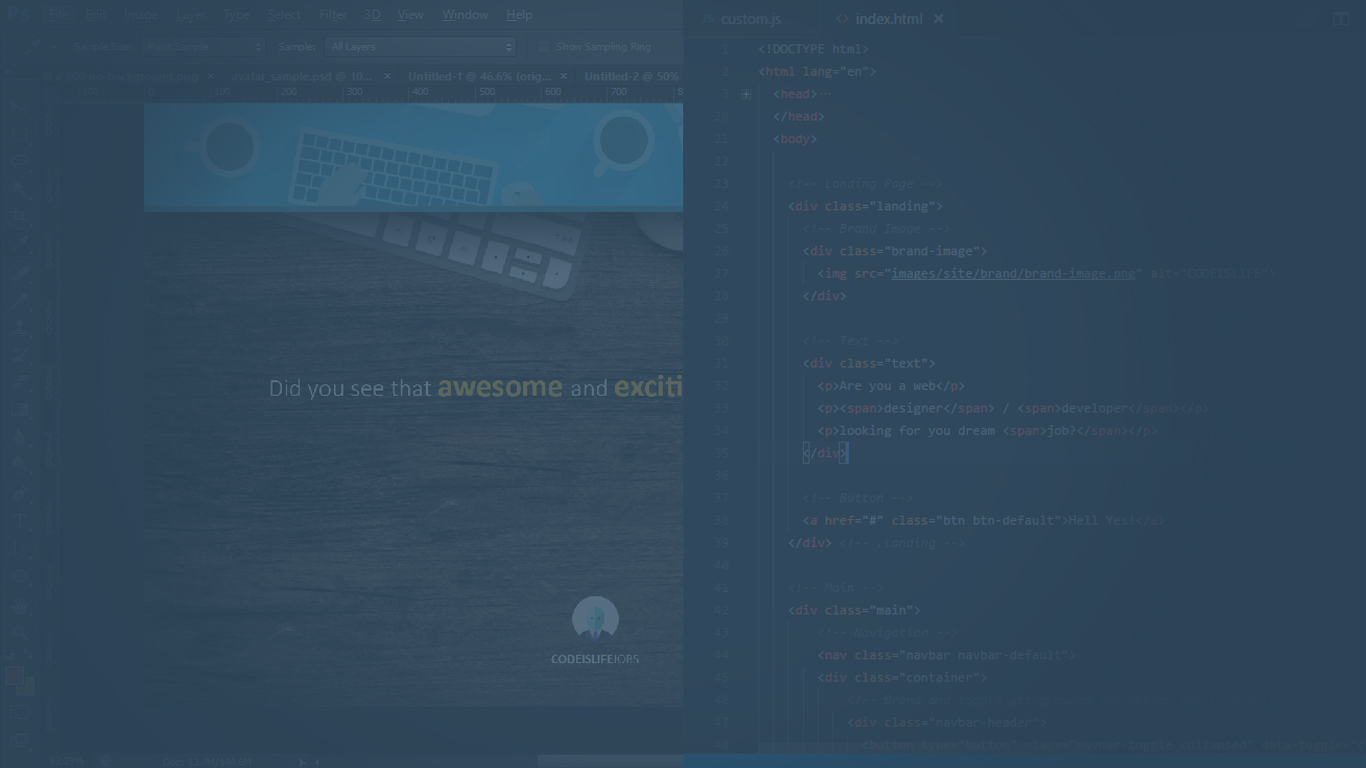 Ps File Edit Image Layer Type Select Filter 3D View Window Help
Sample Size: Point Sample Sample: All Layers Show Sampling Ring
avatar_sample.psd @ 10... × Untitled-1 @ 46.6% (orig... × Untitled-2 @ 50%
100 0 100 200 300 400 500 600 700
Did you see that awesome and exciti
CODEISLIFEJOBS
JS custom.js <> index.html ×
1 <!DOCTYPE html>
2 <html lang="en">
3 <head>…
20 </head>
21 <body>
22
23 <!-- Landing Page -->
24 <div class="landing">
25 <!-- Brand Image -->
26 <div class="brand-image">
27 <img src="images/site/brand/brand-image.png" alt="CODEISLIFE">
28 </div>
29
30 <!-- Text -->
31 <div class="text">
32 <p>Are you a web</p>
33 <p><span>designer</span> / <span>developer</span></p>
34 <p>looking for you dream <span>job?</span></p>
35 </div>
36
37 <!-- Button -->
38 <a href="#" class="btn btn-default">Hell Yes!</a>
39 </div> <!-- .landing -->
40
41 <!-- Main -->
42 <div class="main">
43 <!-- Navigation -->
44 <nav class="navbar navbar-default">
45 <div class="container">
46 <!-- Brand and toggle get grouped
47 <div class="navbar-header">
48 <button type="button" class="navbar-toggle collapsed" data-toggle="